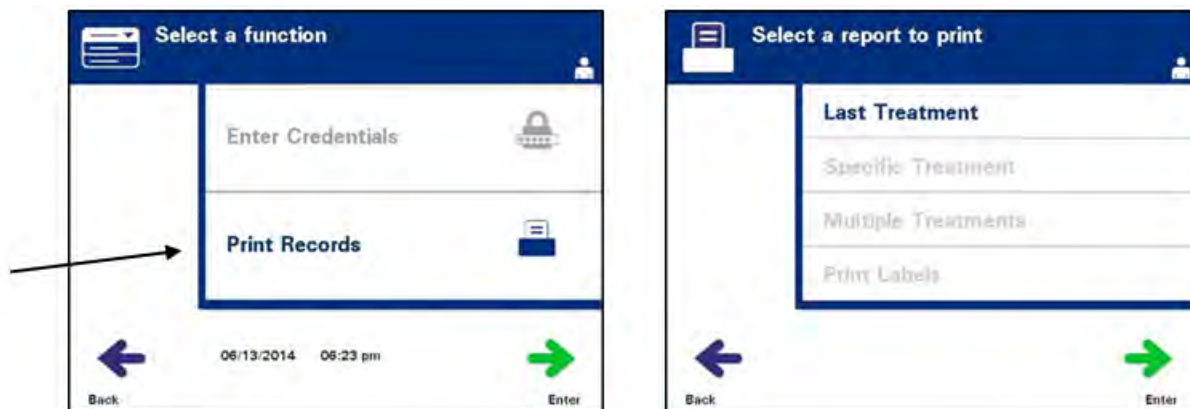 Select a function
Enter Credentials
Print Records
Back
06/13/2014 06:23 pm
Enter
Select a report to print
Last Treatment
Specific Treatment
Multiple Treatments
Print Labels
Back
Enter